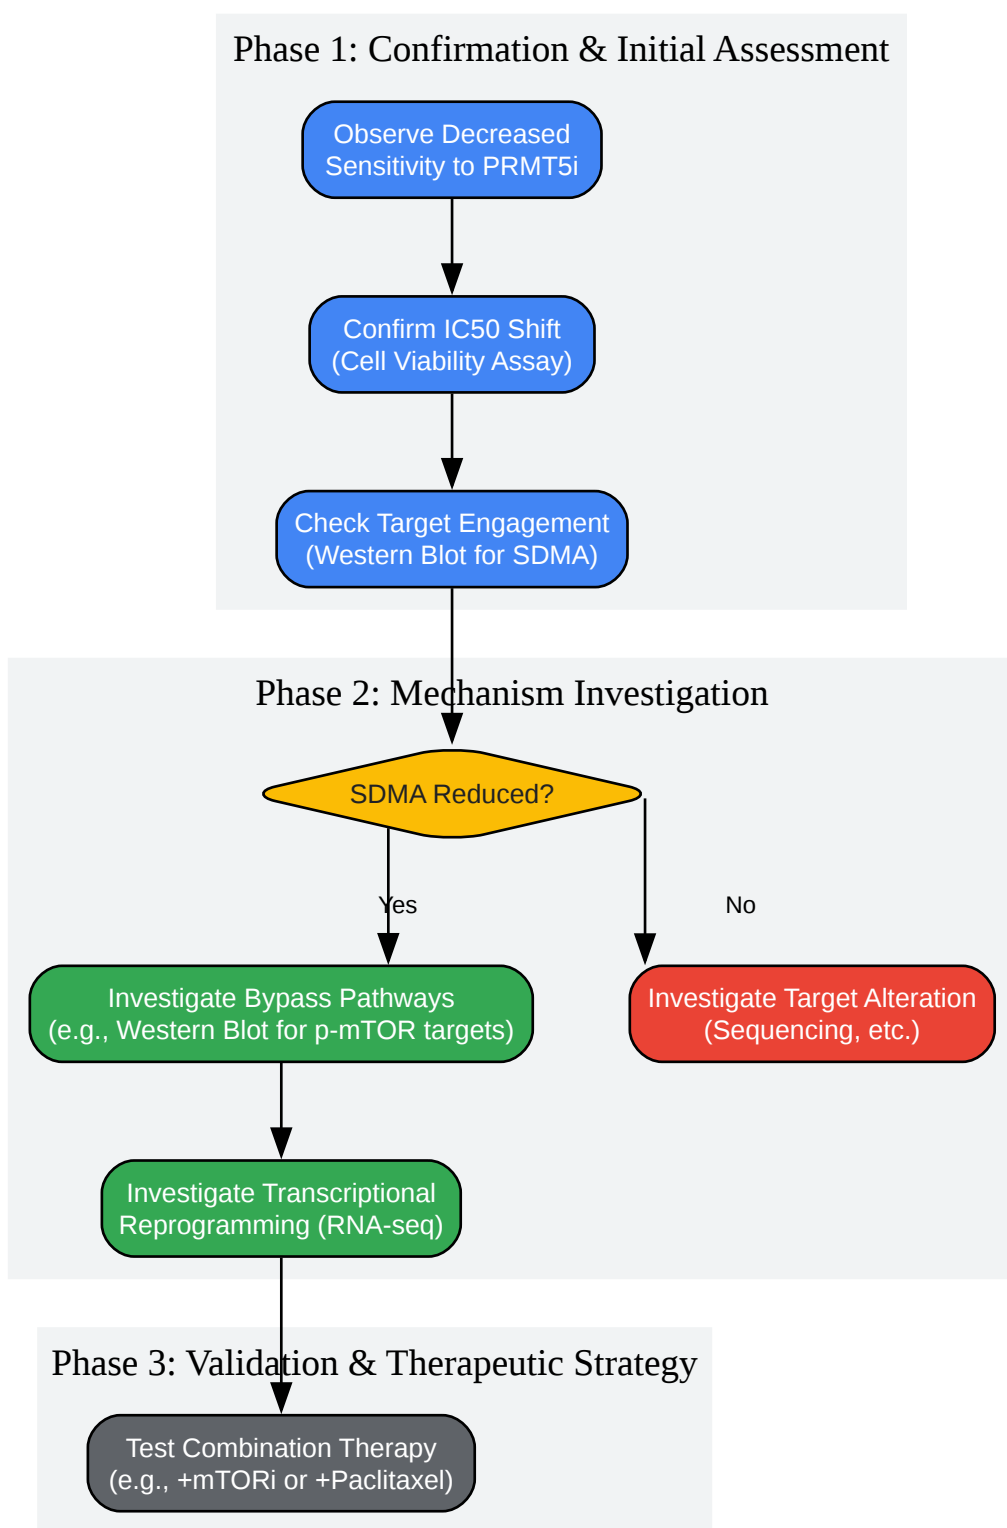 Phase 1: Confirmation & Initial Assessment
Observe Decreased
Sensitivity to PRMT5i
Confirm IC50 Shift
(Cell Viability Assay)
Check Target Engagement
(Western Blot for SDMA)
Phase 2: Mechanism Investigation
SDMA Reduced?
Yes
No
Investigate Bypass Pathways
(e.g., Western Blot for p-mTOR targets)
Investigate Target Alteration
(Sequencing, etc.)
Investigate Transcriptional
Reprogramming (RNA-seq)
Phase 3: Validation & Therapeutic Strategy
Test Combination Therapy
(e.g., +mTORi or +Paclitaxel)